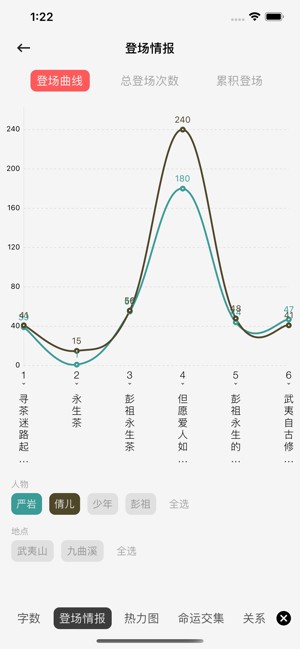 1:22
登场情报
登场曲线
总登场次数
累积登场
240
200
160
120
80
40
0
240
180
41
15
1
48
47
41
1
2
3
4
5
6
寻茶迷路起…
永生茶
彭祖永生茶
但愿爱人如…
彭祖永生的…
武夷自古修…
人物
严岩
倩儿
少年
彭祖
全选
地点
武夷山
九曲溪
全选
字数
登场情报
热力图
命运交集
关系